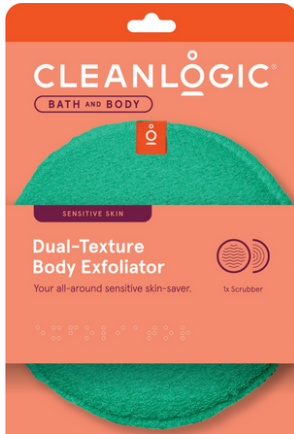 CLEANLOGIC®
BATH AND BODY
SENSITIVE SKIN
Dual-Texture
Body Exfoliator
Your all-around sensitive skin-saver.
1x Scrubber